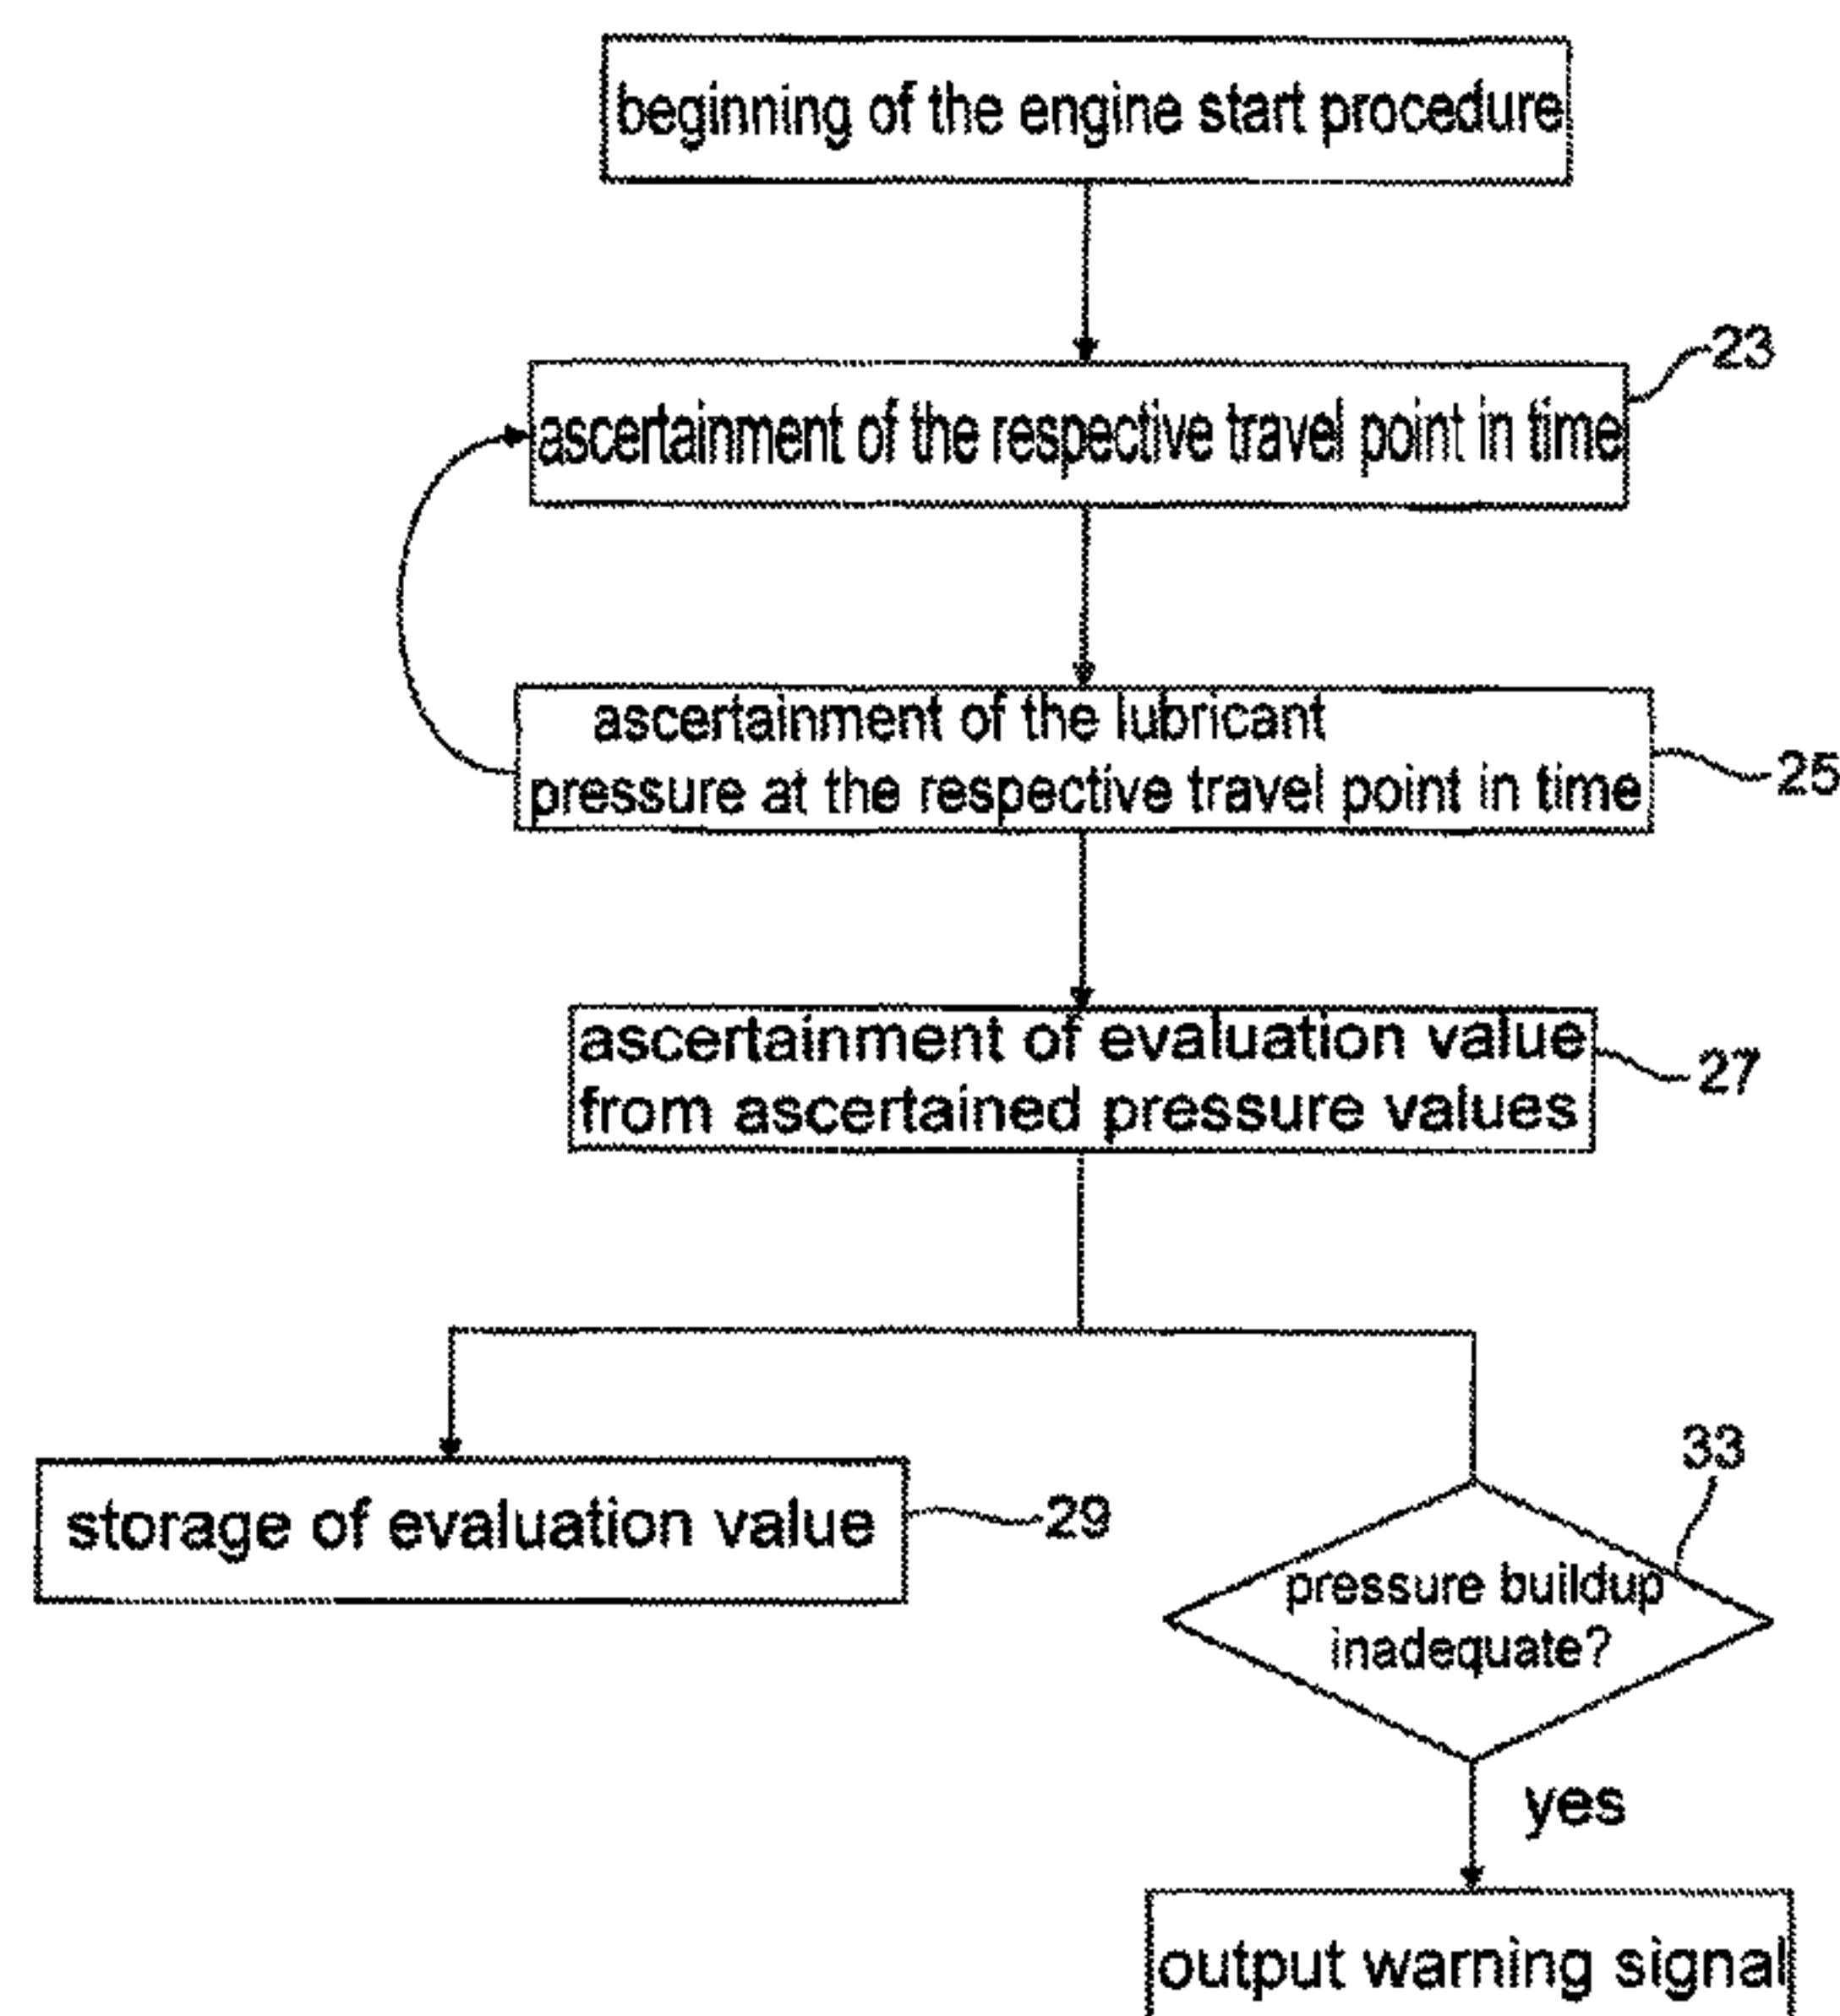 beginning of the engine start procedure
23
ascertainment of the respective travel point in time
ascertainment of the lubricant
pressure at the respective travel point in time
25
ascertainment of evaluation value
from ascertained pressure values
27
storage of evaluation value
29
33
pressure buildup
inadequate?
yes
output warning signal